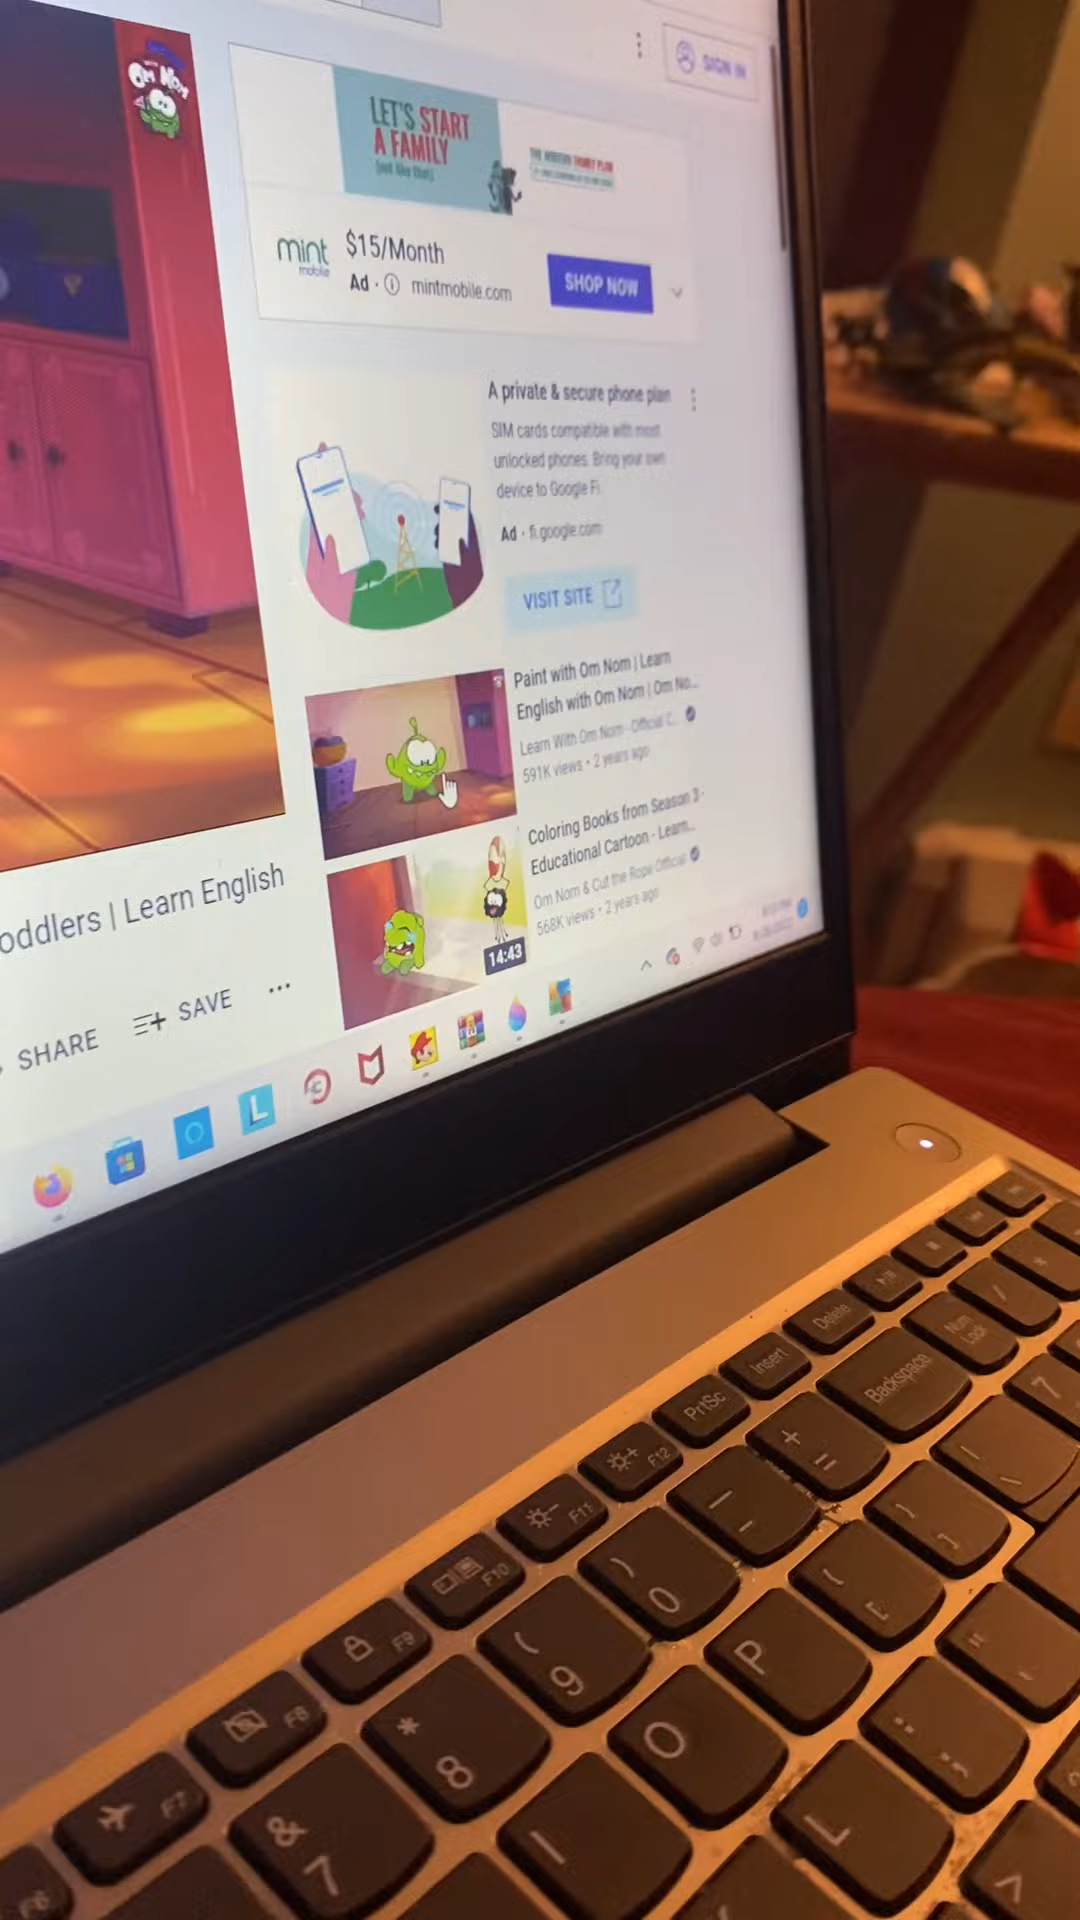 OM NOM
SIGN IN
LET'S START
A FAMILY
(not like that)
mint
mobile
$15/Month
Ad · mintmobile.com
SHOP NOW
A private & secure phone plan
SIM cards compatible with most
unlocked phones. Bring your own
device to Google Fi
Ad · fi.google.com
VISIT SITE
Paint with Om Nom | Learn
English with Om Nom | Om No...
Learn With Om Nom - Official C...
591K views • 2 years ago
Coloring Books from Season 3 -
Educational Cartoon - Learn...
Om Nom & Cut the Rope Official
568K views • 2 years ago
14:43
oddlers | Learn English
SHARE
SAVE
...
L
Delete
Insert
PrtSc
F12
F11
F10
F9
F8
F7
F6
Num
Lock
Backspace
/
*
7
+
=
_
-
)
0
(
9
*
8
&
7
|
\
}
]
{
[
P
O
I
"
'
:
;
L
>